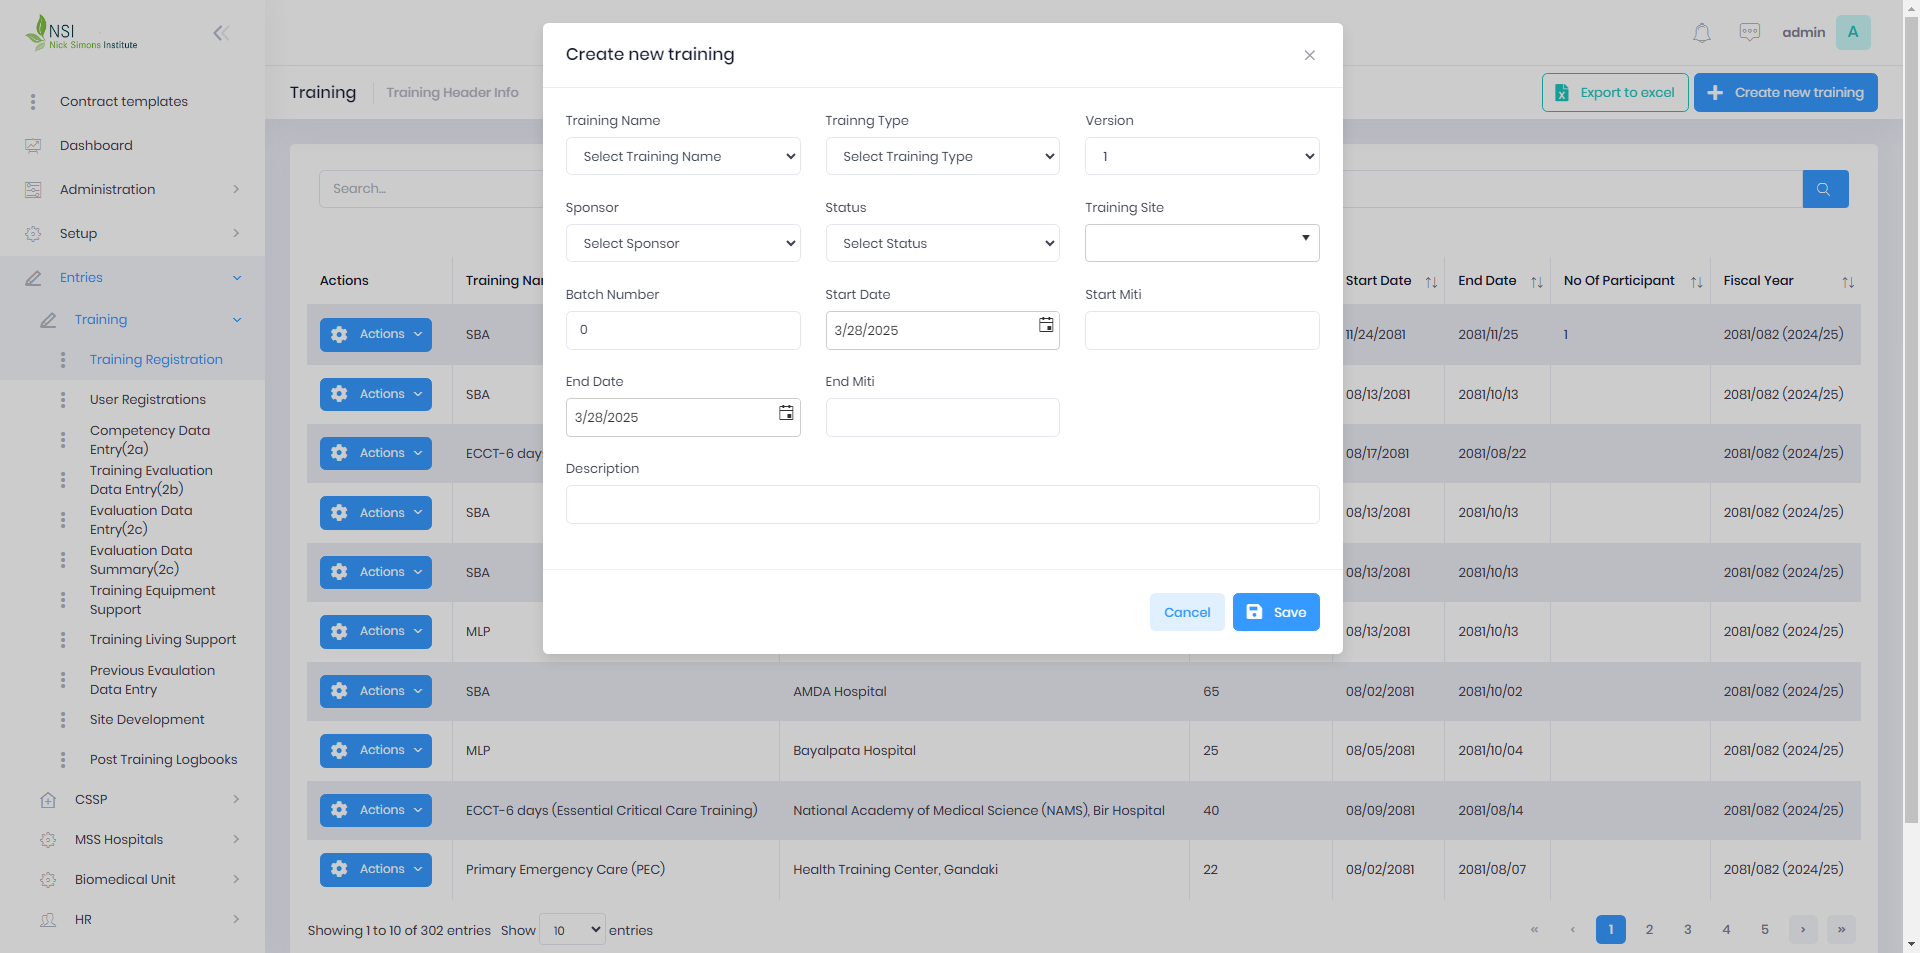 NSI
Nick Simons Institute
Contract templates
Dashboard
Administration
Setup
Entries
Training
Training Registration
User Registrations
Competency Data
Entry(2a)
Training Evaluation
Data Entry(2b)
Evaluation Data
Entry(2c)
Evaluation Data
Summary(2c)
Training Equipment
Support
Training Living Support
Previous Evaulation
Data Entry
Site Development
Post Training Logbooks
CSSP
MSS Hospitals
Biomedical Unit
HR
admin A
Training Training Header Info Export to excel Create new training
Search...
Create new training
Training Name Trainng Type Version
Select Training Name Select Training Type 1
Sponsor Status Training Site
Select Sponsor Select Status
Batch Number Start Date Start Miti
0 3/28/2025
End Date End Miti
3/28/2025
Description
Cancel Save
Actions Start Date End Date No Of Participant Fiscal Year
Actions SBA 11/24/2081 2081/11/25 1 2081/082 (2024/25)
Actions SBA 08/13/2081 2081/10/13 2081/082 (2024/25)
Actions ECCT-6 08/17/2081 2081/08/22 2081/082 (2024/25)
Actions SBA 08/13/2081 2081/10/13 2081/082 (2024/25)
Actions SBA 08/13/2081 2081/10/13 2081/082 (2024/25)
Actions MLP 08/13/2081 2081/10/13 2081/082 (2024/25)
Actions SBA AMDA Hospital 65 08/02/2081 2081/10/02 2081/082 (2024/25)
Actions MLP Bayalpata Hospital 25 08/05/2081 2081/10/04 2081/082 (2024/25)
Actions ECCT-6 days (Essential Critical Care Training) National Academy of Medical Science (NAMS), Bir Hospital 40 08/09/2081 2081/08/14 2081/082 (2024/25)
Actions Primary Emergency Care (PEC) Health Training Center, Gandaki 22 08/02/2081 2081/08/07 2081/082 (2024/25)
Showing 1 to 10 of 302 entries Show 10 entries « ‹ 1 2 3 4 5 › »